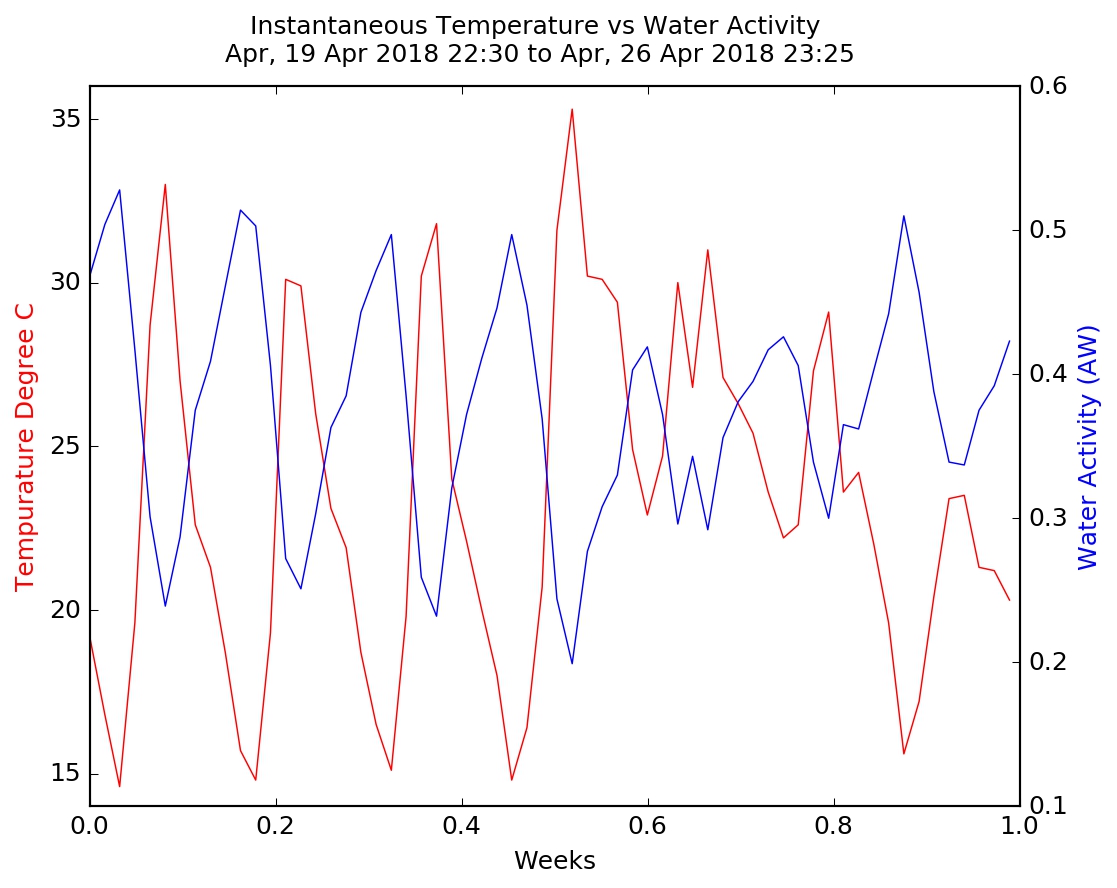 Instantaneous Temperature vs Water Activity
Apr, 19 Apr 2018 22:30 to Apr, 26 Apr 2018 23:25
35
30
25
20
15
Tempurature Degree C
0.6
0.5
0.4
0.3
0.2
0.1
Water Activity (AW)
0.0 0.2 0.4 0.6 0.8 1.0
Weeks